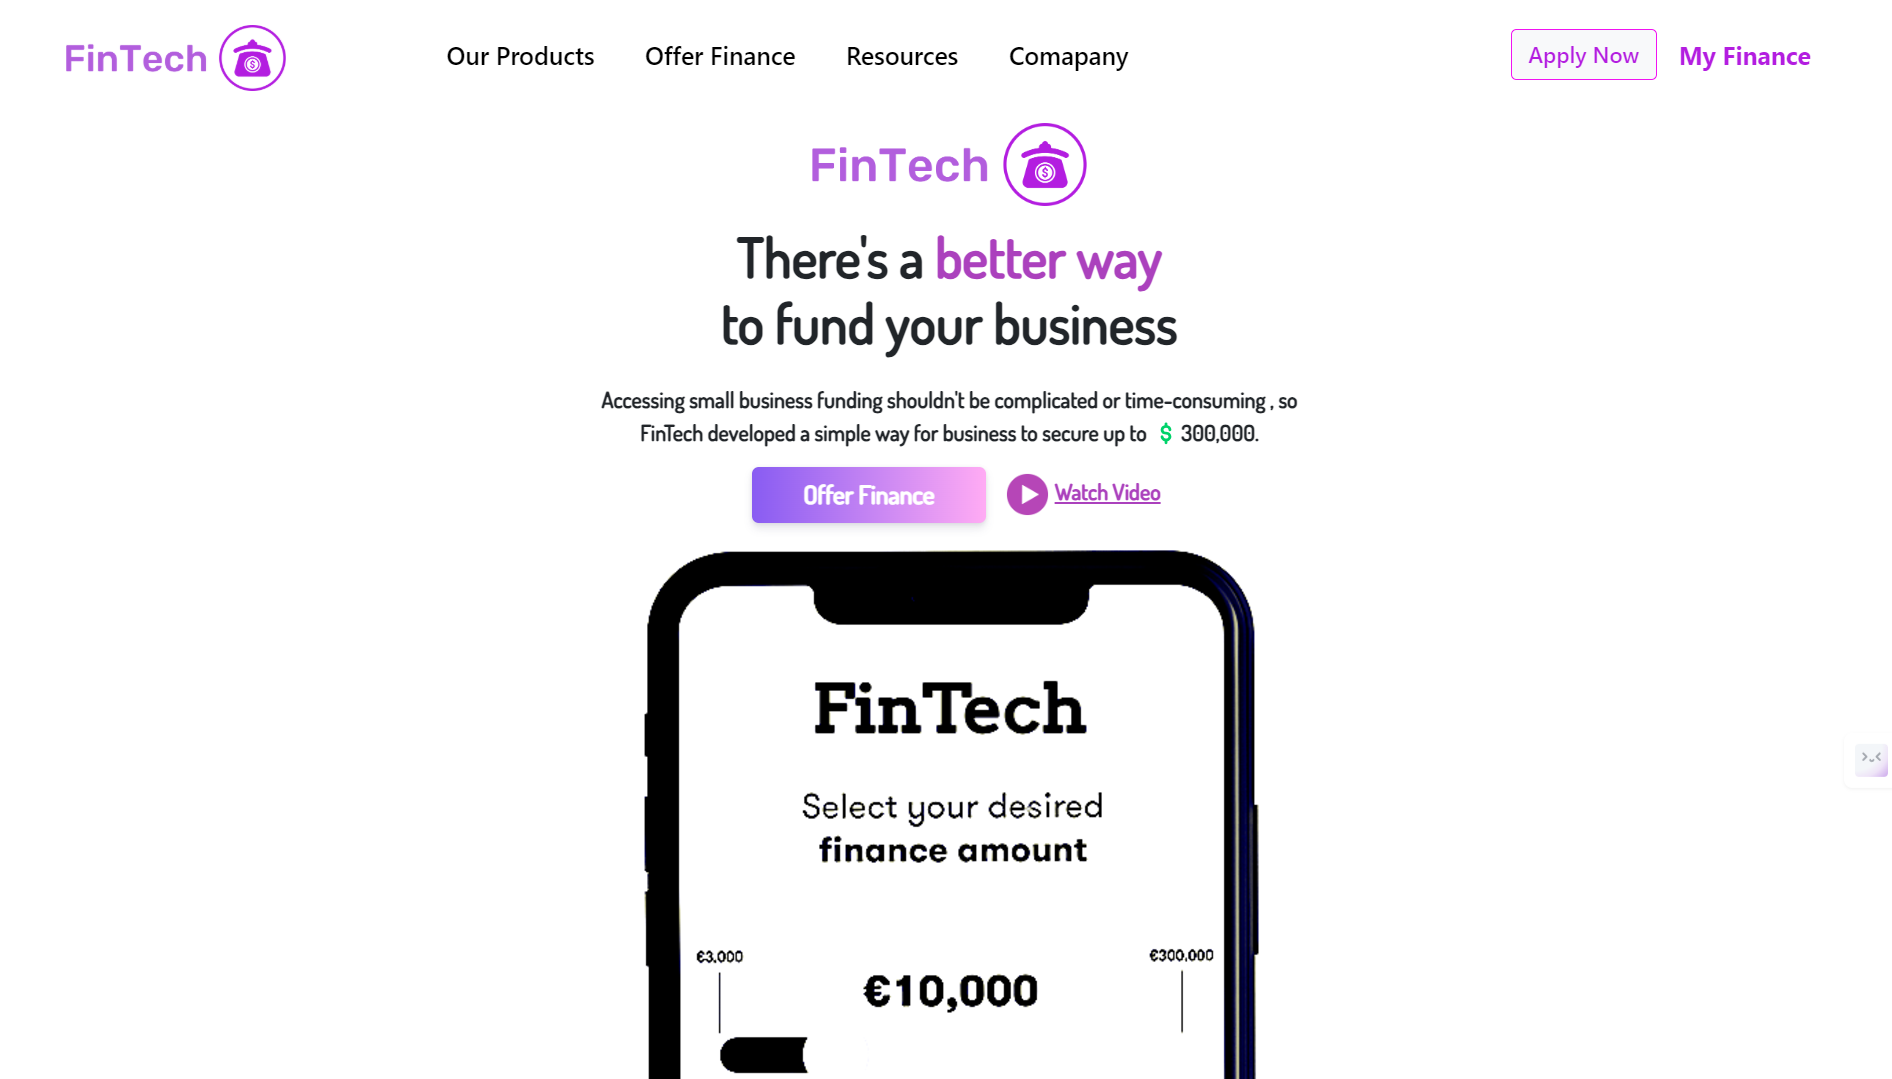 FinTech
Our Products
Offer Finance
Resources
Comapany
Apply Now
My Finance
FinTech
There's a better way
to fund your business
Accessing small business funding shouldn't be complicated or time-consuming , so
FinTech developed a simple way for business to secure up to $ 300,000.
Offer Finance
Watch Video
FinTech
Select your desired
finance amount
€3,000
€300,000
€10,000